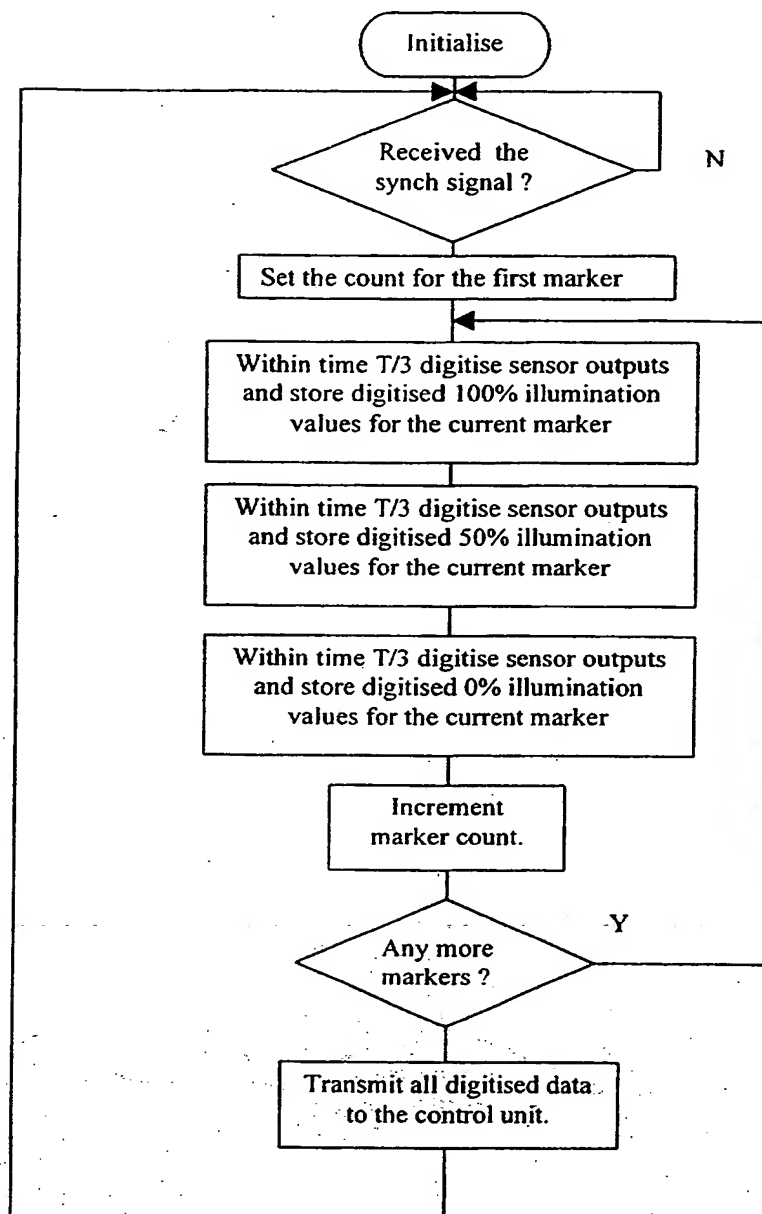 Initialise
Received the
synch signal ?
N
Set the count for the first marker
Within time T/3 digitise sensor outputs
and store digitised 100% illumination
values for the current marker
Within time T/3 digitise sensor outputs
and store digitised 50% illumination
values for the current marker
Within time T/3 digitise sensor outputs
and store digitised 0% illumination
values for the current marker
Increment
marker count.
Y
Any more
markers ?
Transmit all digitised data
to the control unit.